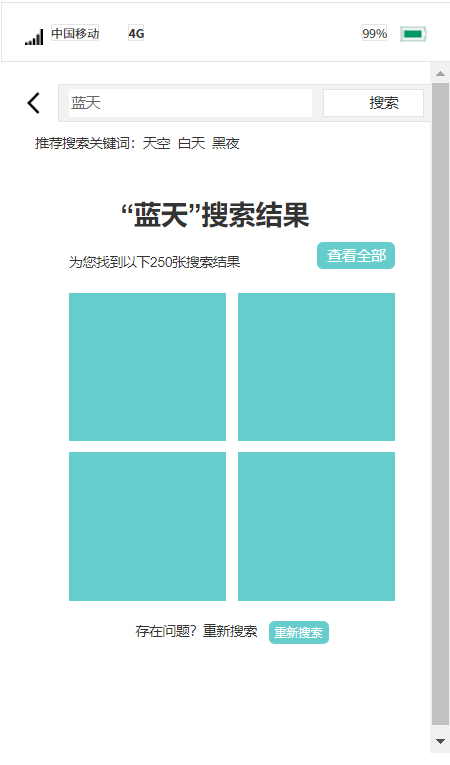 中国移动 4G 99%
蓝天 搜索
推荐搜索关键词：天空 白天 黑夜
“蓝天”搜索结果
为您找到以下250张搜索结果 查看全部
存在问题？重新搜索 重新搜索